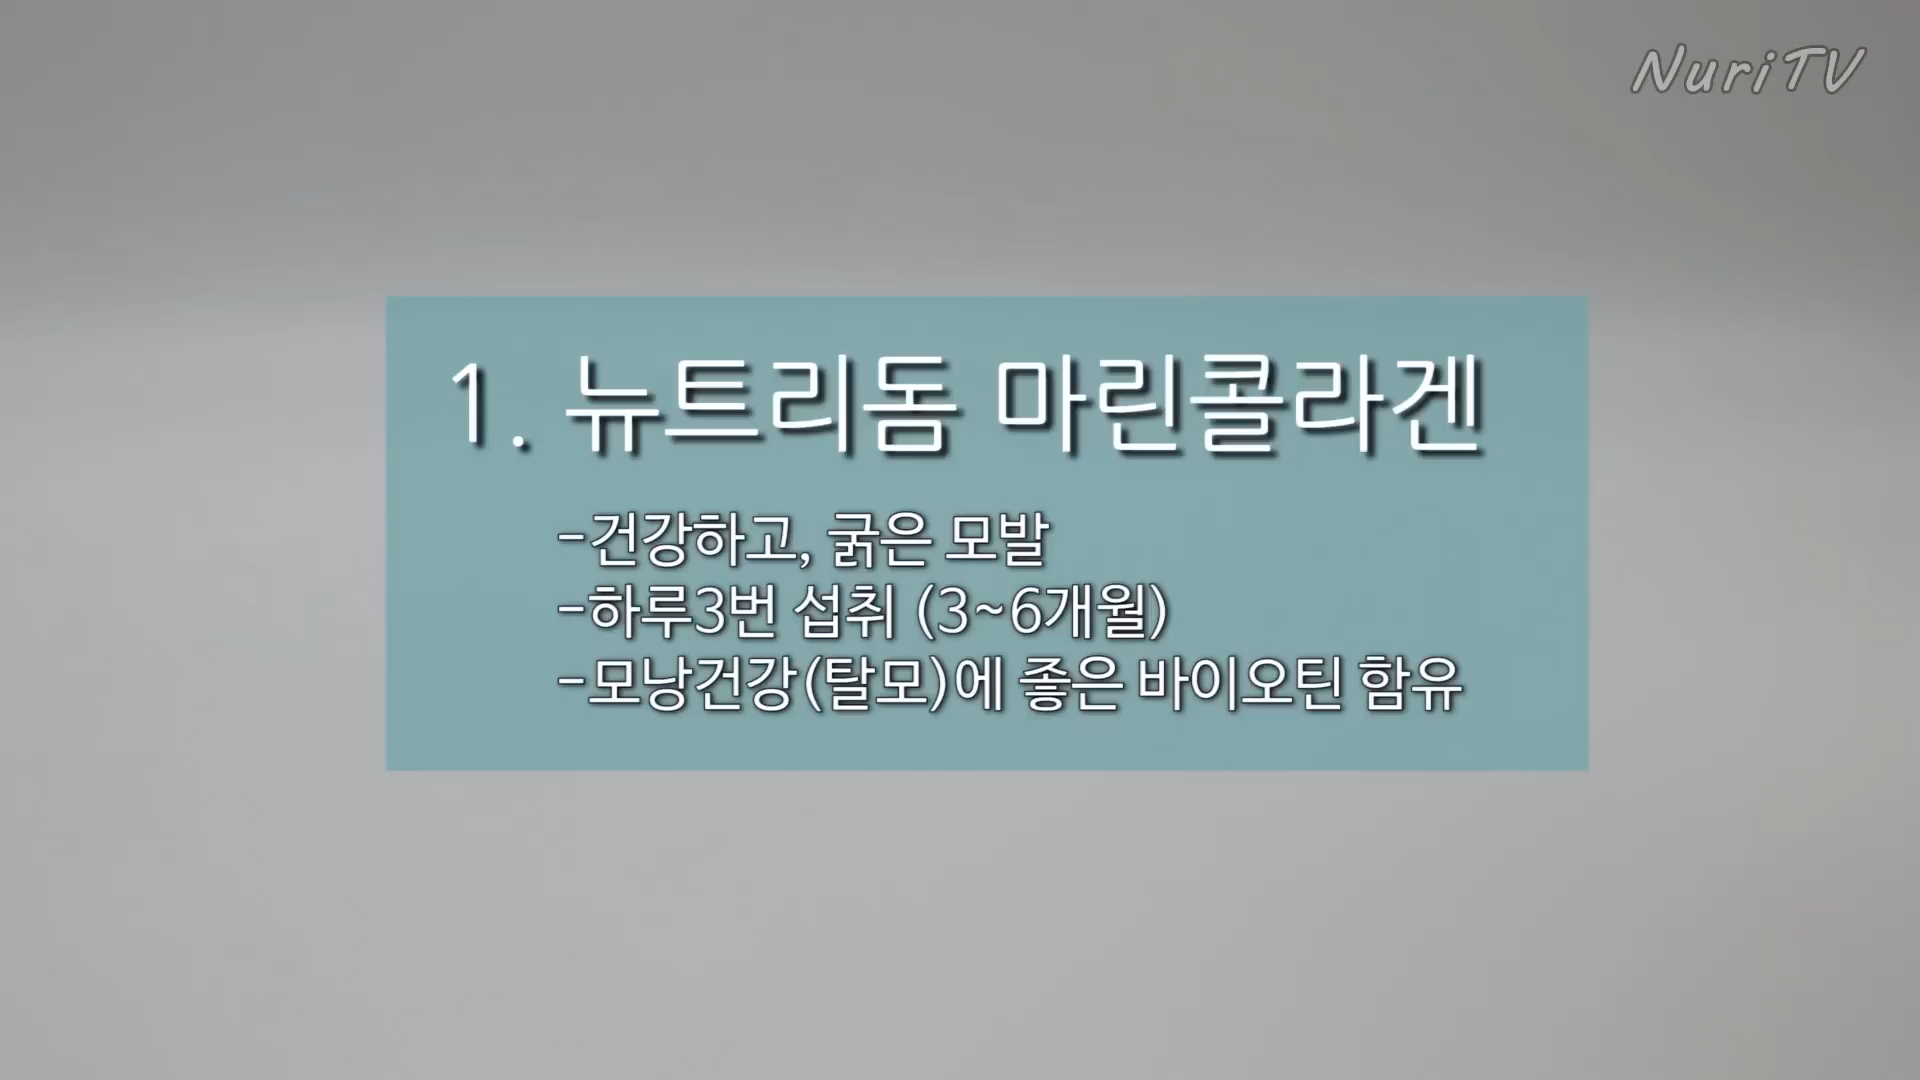 NuriTV
1. 뉴트리돔 마린콜라겐
-건강하고, 굵은 모발
-하루3번 섭취 (3~6개월)
-모낭건강(탈모)에 좋은 바이오틴 함유